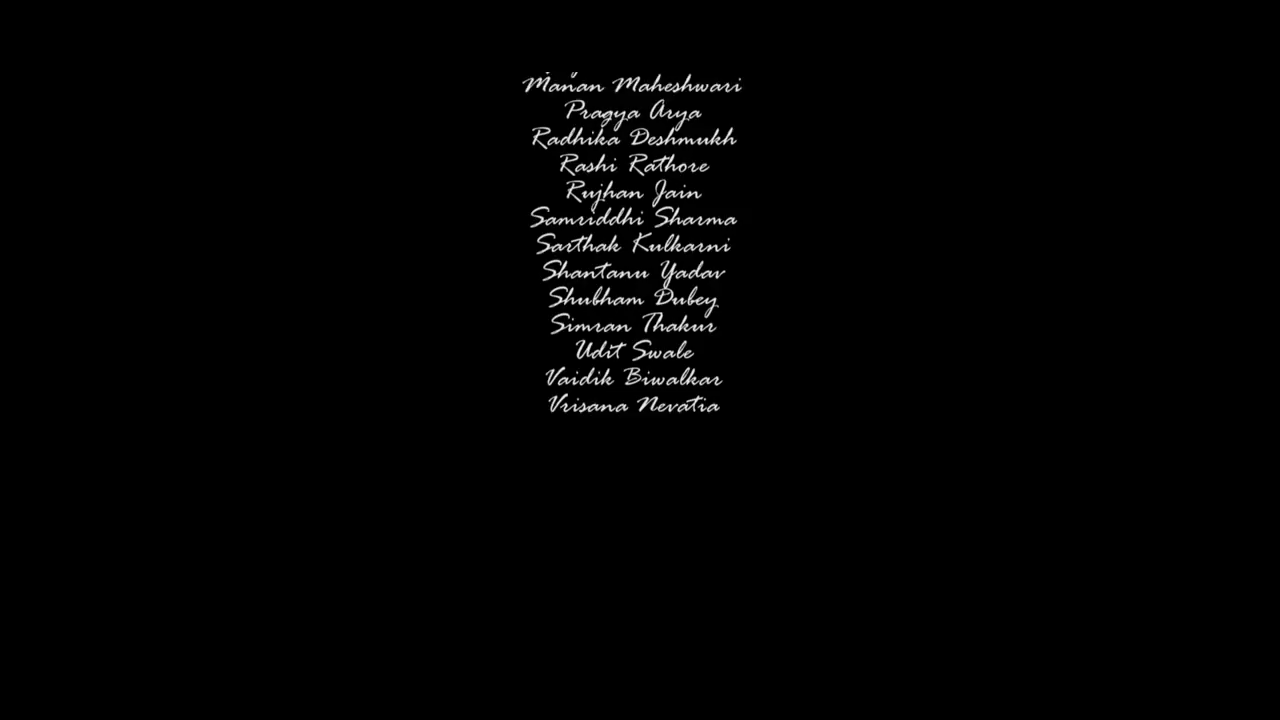 Manan Maheshwari
Pragya Arya
Radhika Deshmukh
Rashi Rathore
Rujhan Jain
Samriddhi Sharma
Sarthak Kulkarni
Shantanu Yadav
Shubham Dubey
Simran Thakur
Udit Swale
Vaidik Biwalkar
Vrisana Nevatia